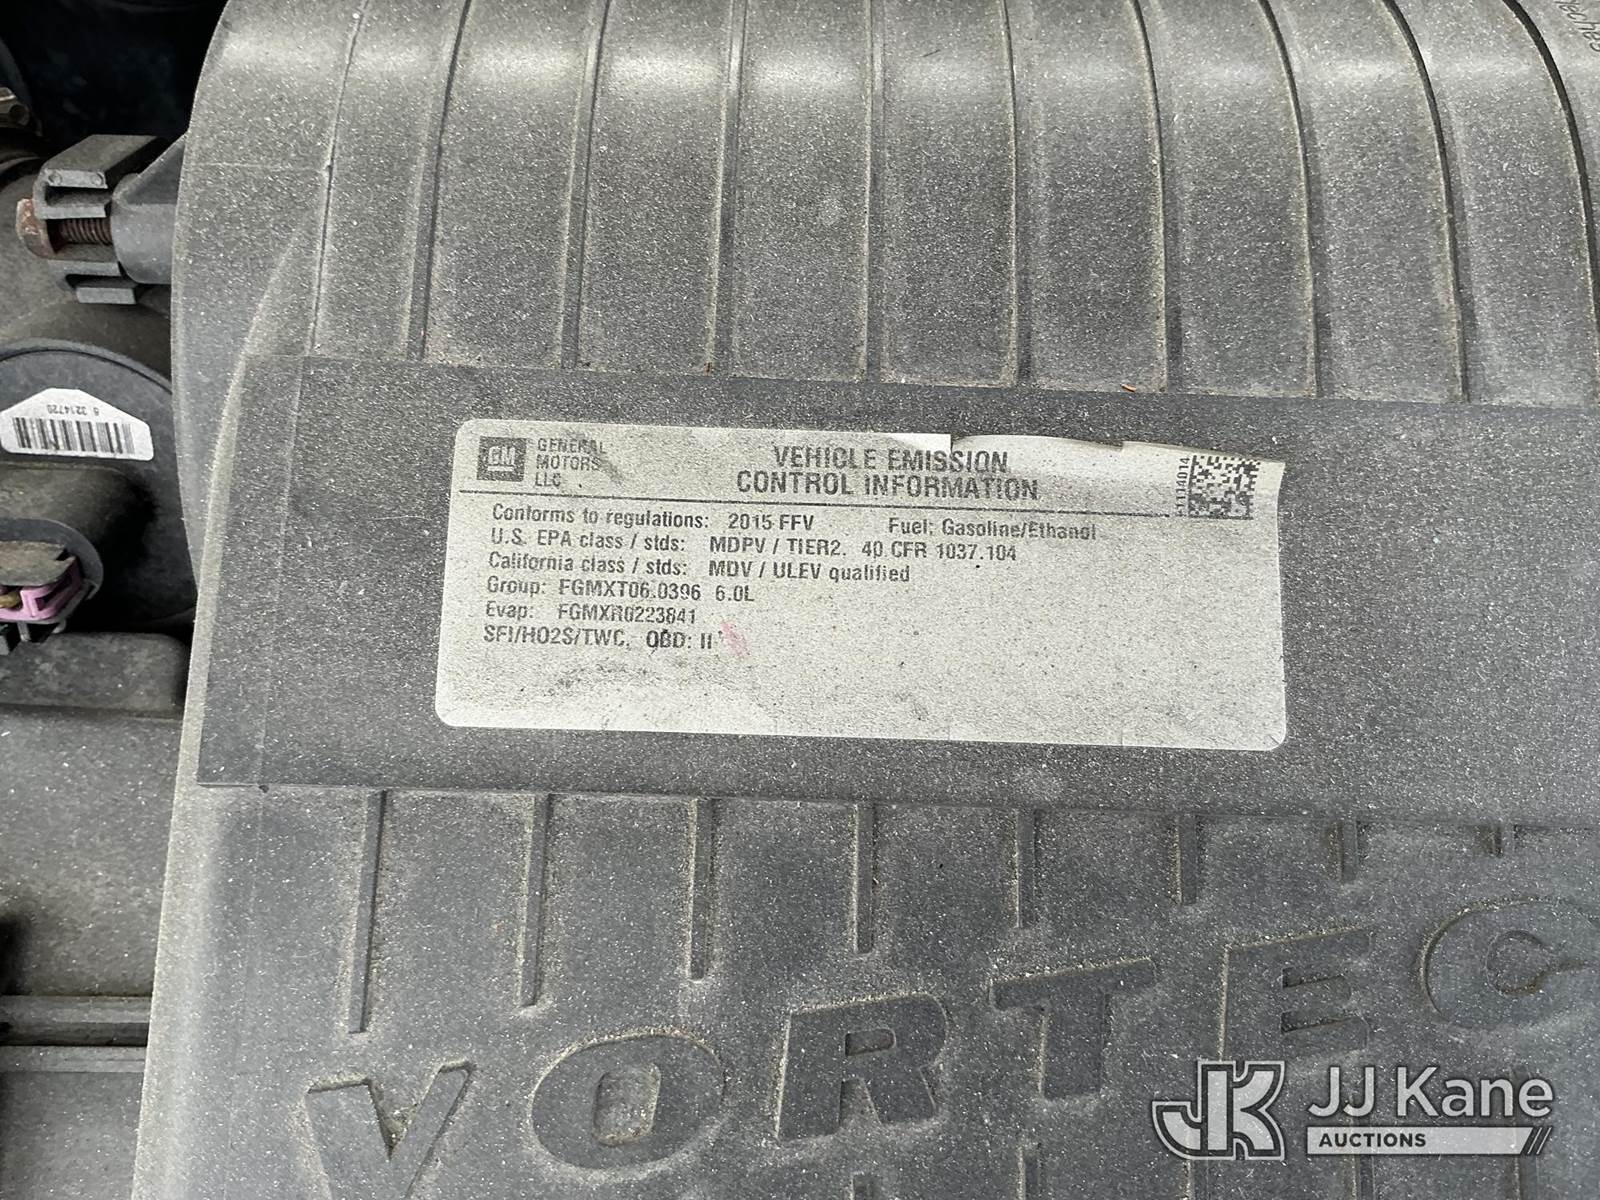 GM GENERAL MOTORS LLC
VEHICLE EMISSION
CONTROL INFORMATION
Conforms to regulations: 2015 FFV Fuel: Gasoline/Ethanol
U.S. EPA class / stds: MDPV / TIER2. 40 CFR 1037.104
California class / stds: MDV / ULEV qualified
Group: FGMXT06.0396 6.0L
Evap: FGMXR0223841
SFI/HO2S/TWC, OBD: II
VORTEC
JJ Kane
AUCTIONS